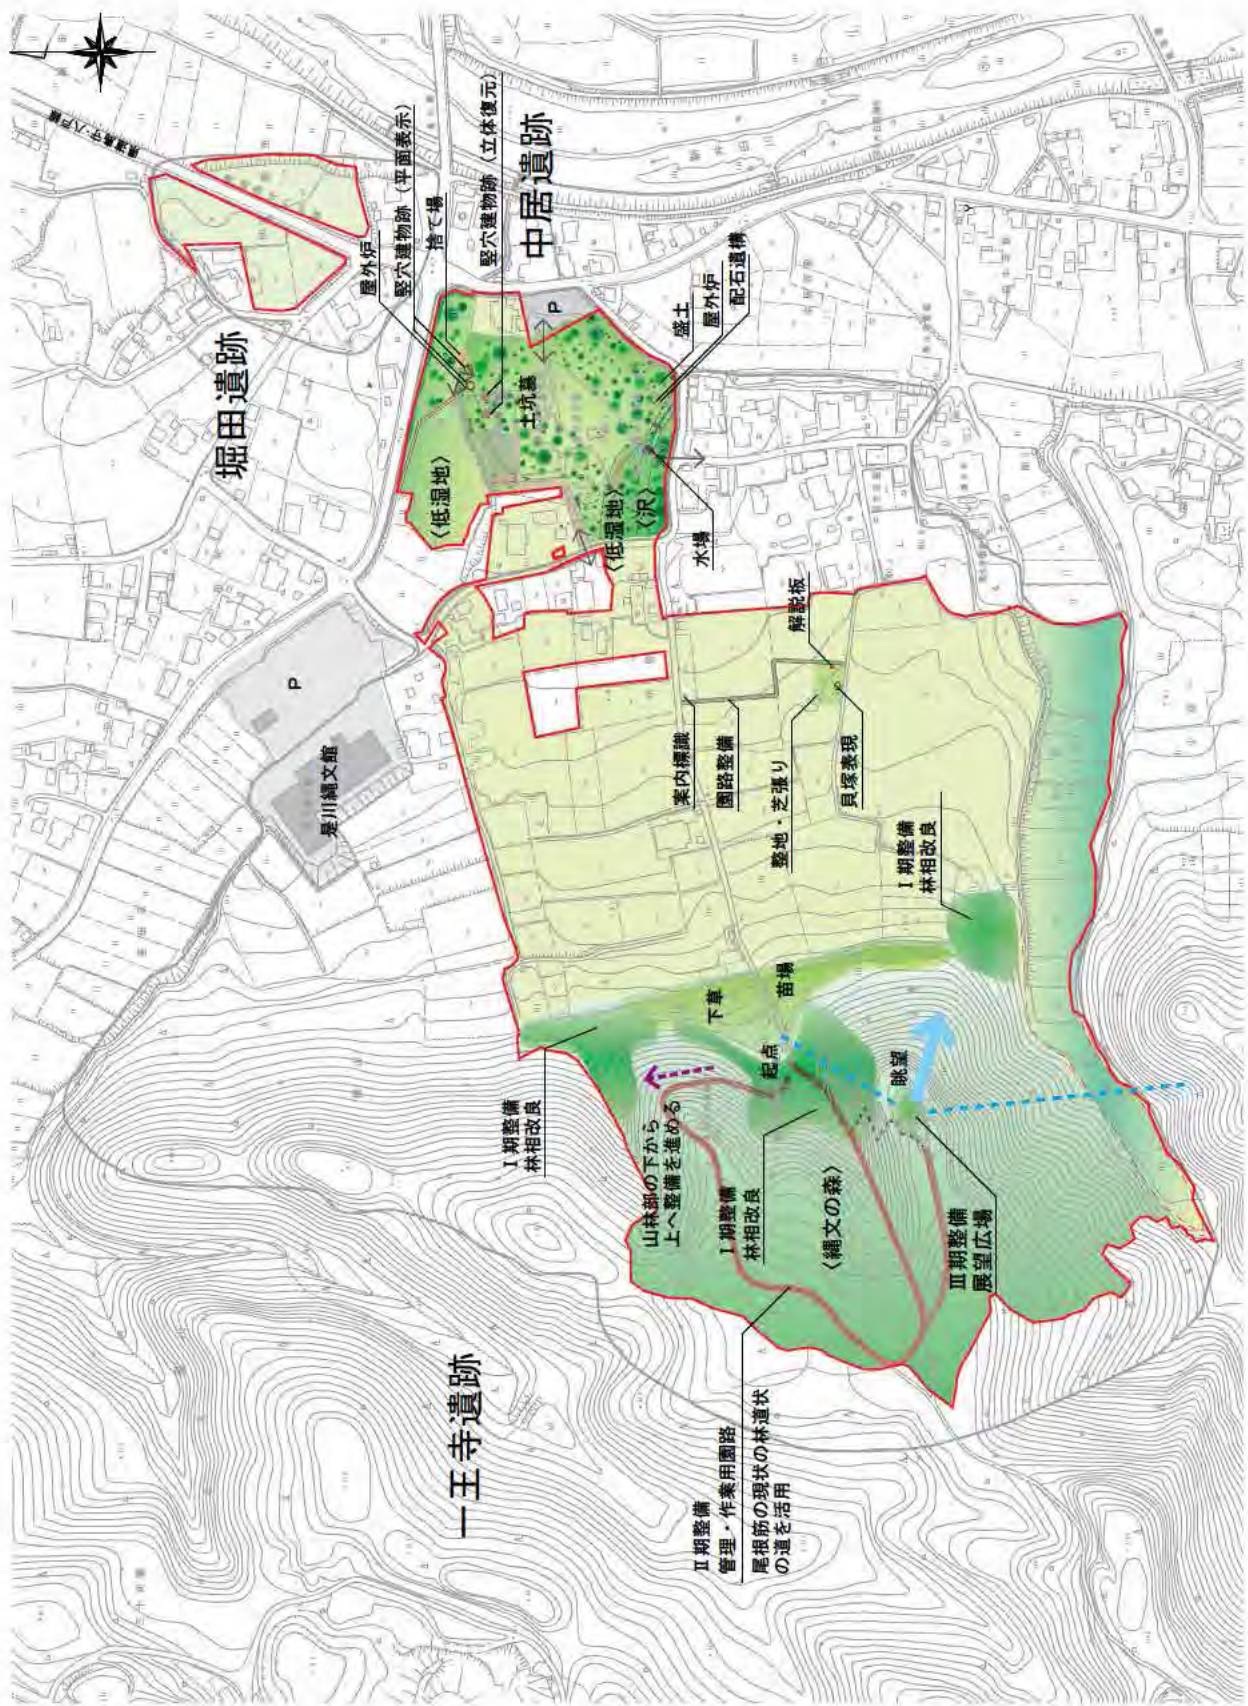 一王寺遺跡
堀田遺跡
中居遺跡
是川縄文館
P
県道島守・八戸線
屋外炉
竪穴建物跡（平面表示）
捨て場
竪穴建物跡（立体復元）
P
〈低湿地〉
土坑墓
〈低湿地〉
〈沢〉
盛土
屋外炉
配石遺構
水場
解説板
案内標識
園路整備
整地・芝張り
貝塚表現
Ⅰ期整備
林相改良
下草
苗場
起点
眺望
Ⅰ期整備
林相改良
山林部の下から
上へ整備を進める
Ⅰ期整備
林相改良
〈縄文の森〉
Ⅲ期整備
展望広場
Ⅱ期整備
管理・作業用園路
尾根筋の現状の林道状
の道を活用